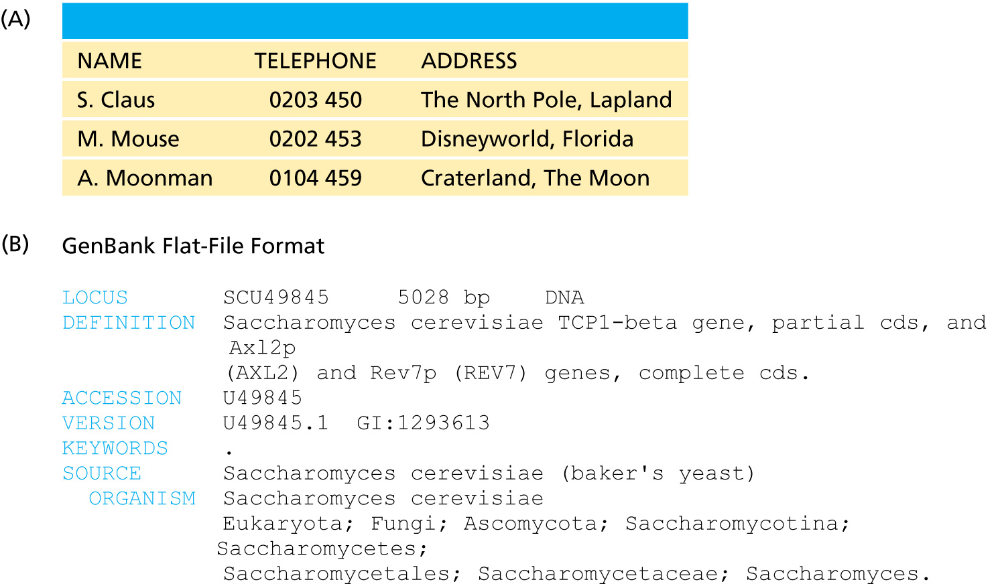 (A)
NAME TELEPHONE ADDRESS
S. Claus 0203 450 The North Pole, Lapland
M. Mouse 0202 453 Disneyworld, Florida
A. Moonman 0104 459 Craterland, The Moon
(B) GenBank Flat-File Format
LOCUS SCU49845 5028 bp DNA
DEFINITION Saccharomyces cerevisiae TCP1-beta gene, partial cds, and
Axl2p
(AXL2) and Rev7p (REV7) genes, complete cds.
ACCESSION U49845
VERSION U49845.1 GI:1293613
KEYWORDS .
SOURCE Saccharomyces cerevisiae (baker's yeast)
ORGANISM Saccharomyces cerevisiae
Eukaryota; Fungi; Ascomycota; Saccharomycotina;
Saccharomycetes;
Saccharomycetales; Saccharomycetaceae; Saccharomyces.